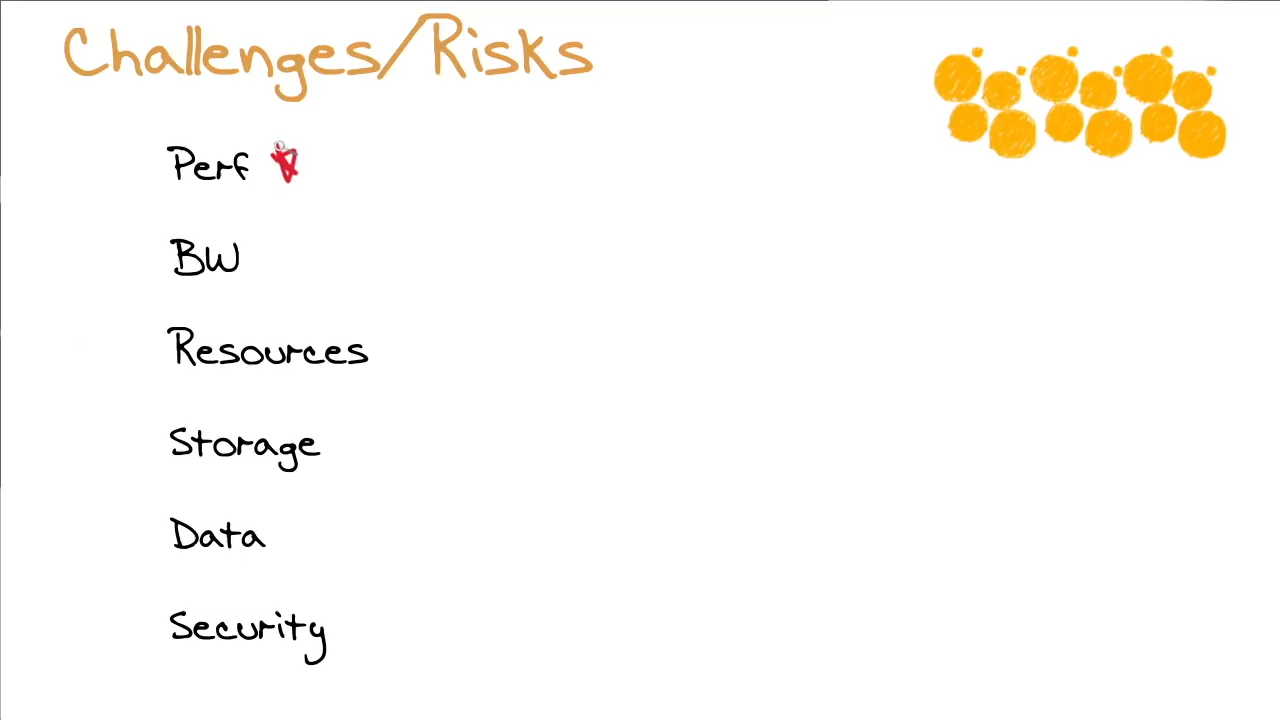 Challenges/Risks
Perf
BW
Resources
Storage
Data
Security